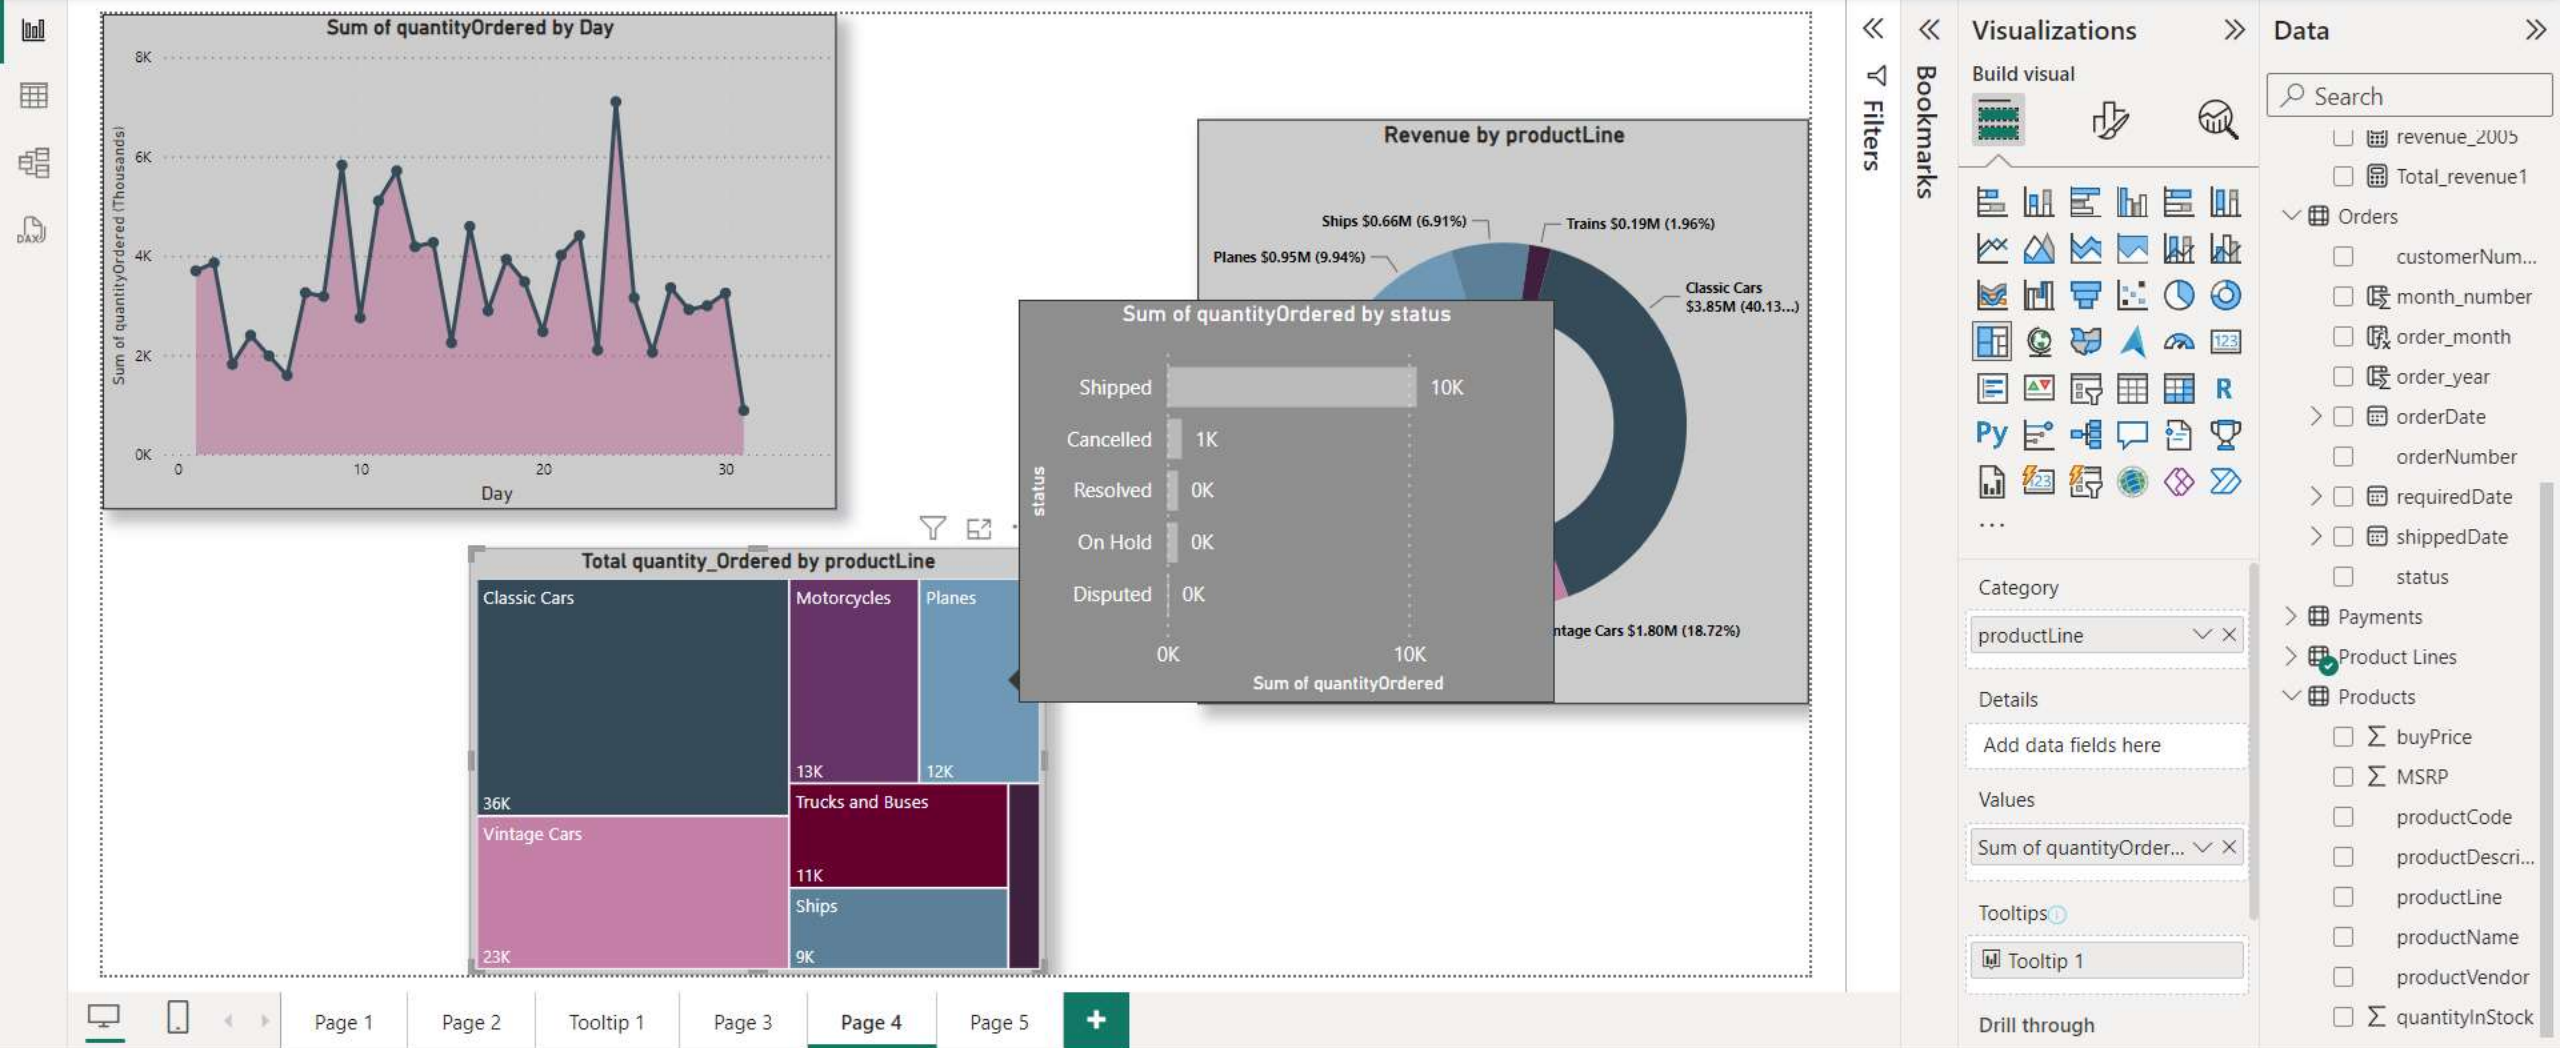 Sum of quantityOrdered by Day
Sum of quantityOrdered (Thousands)
8K
6K
4K
2K
0K
0
10
20
30
Day
Revenue by productLine
Ships $0.66M (6.91%)
Trains $0.19M (1.96%)
Planes $0.95M (9.94%)
Classic Cars
$3.85M (40.13...)
ntage Cars $1.80M (18.72%)
Sum of quantityOrdered by status
status
Shipped
10K
Cancelled
1K
Resolved
0K
On Hold
0K
Disputed
0K
0K
10K
Sum of quantityOrdered
Total quantity_Ordered by productLine
Classic Cars
36K
Vintage Cars
23K
Motorcycles
13K
Planes
12K
Trucks and Buses
11K
Ships
9K
DAX
Page 1
Page 2
Tooltip 1
Page 3
Page 4
Page 5
+
Filters
Bookmarks
Visualizations
Build visual
123
R
Py
123
...
Category
productLine
Details
Add data fields here
Values
Sum of quantityOrder...
Tooltips
Tooltip 1
Drill through
Data
Search
revenue_2005
Total_revenue1
Orders
customerNum...
month_number
order_month
order_year
orderDate
orderNumber
requiredDate
shippedDate
status
Payments
Product Lines
Products
buyPrice
MSRP
productCode
productDescri...
productLine
productName
productVendor
quantityInStock